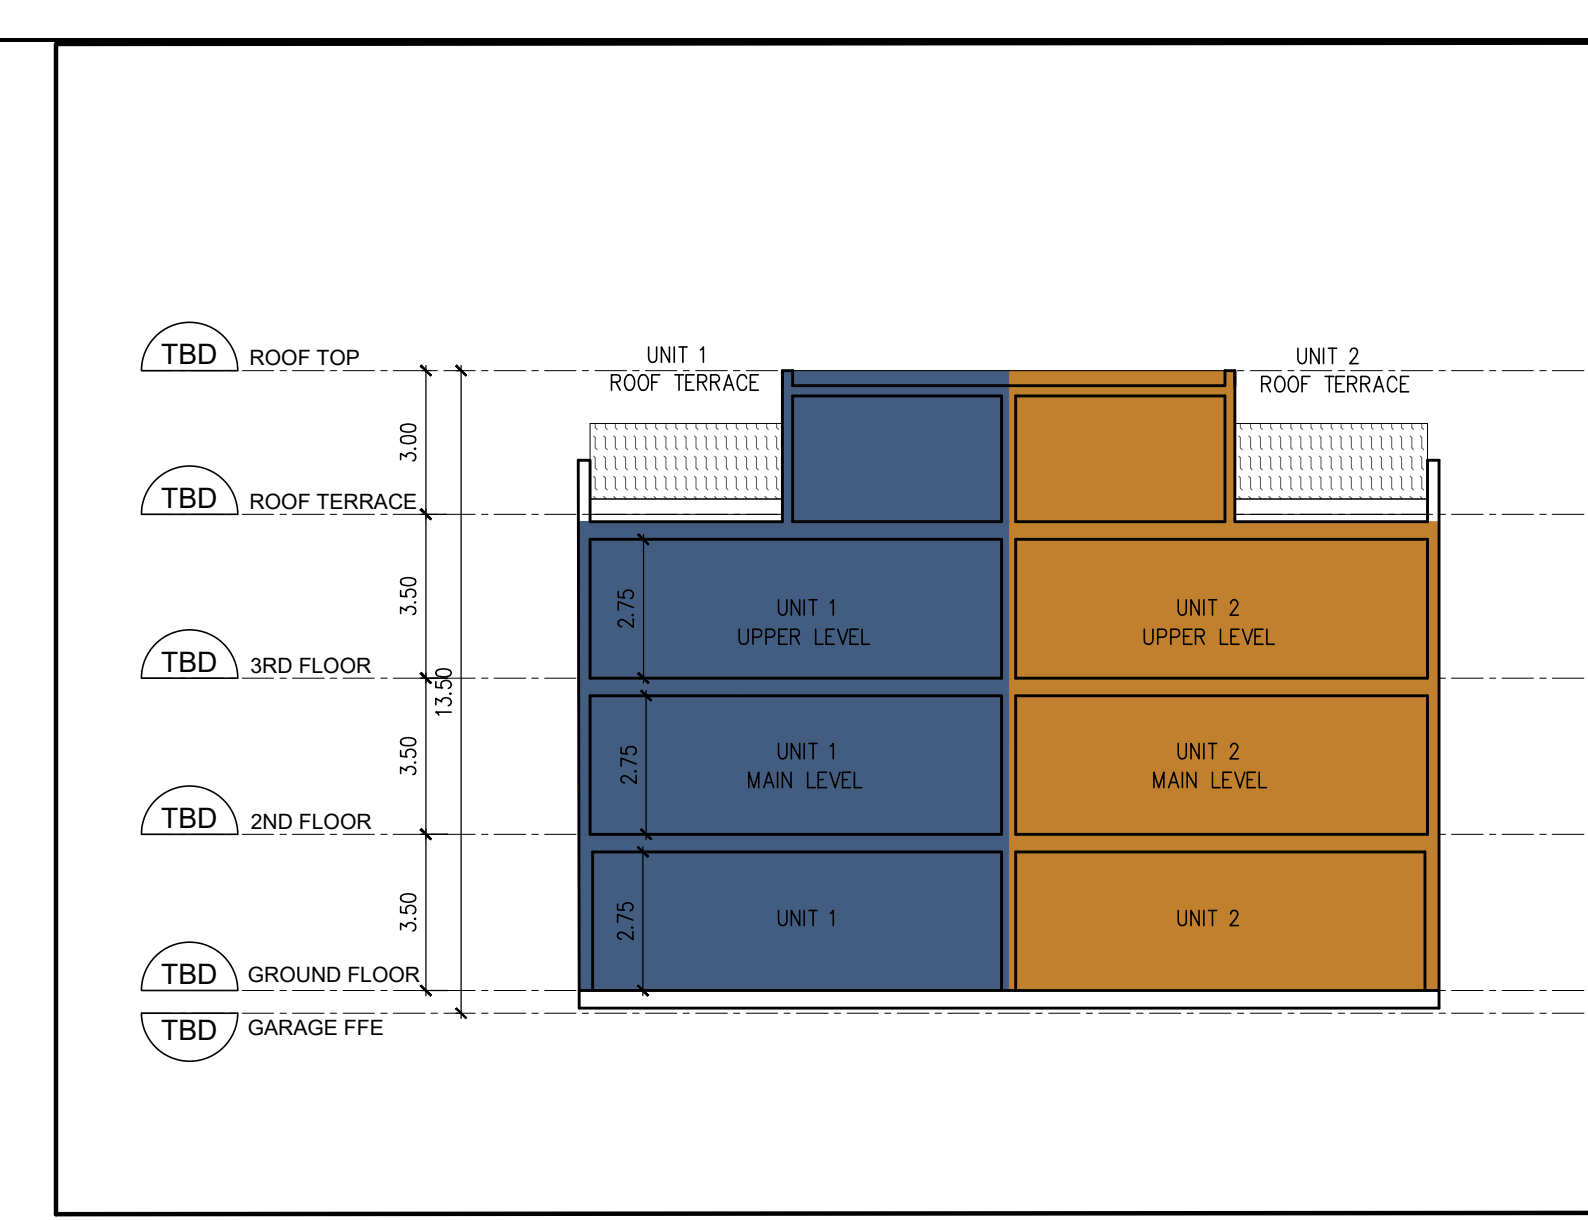 TBD ROOF TOP
UNIT 1
ROOF TERRACE
UNIT 2
ROOF TERRACE
3.00
TBD ROOF TERRACE
3.50
2.75
UNIT 1
UPPER LEVEL
UNIT 2
UPPER LEVEL
TBD 3RD FLOOR
13.50
3.50
2.75
UNIT 1
MAIN LEVEL
UNIT 2
MAIN LEVEL
TBD 2ND FLOOR
3.50
2.75
UNIT 1
UNIT 2
TBD GROUND FLOOR
TBD GARAGE FFE